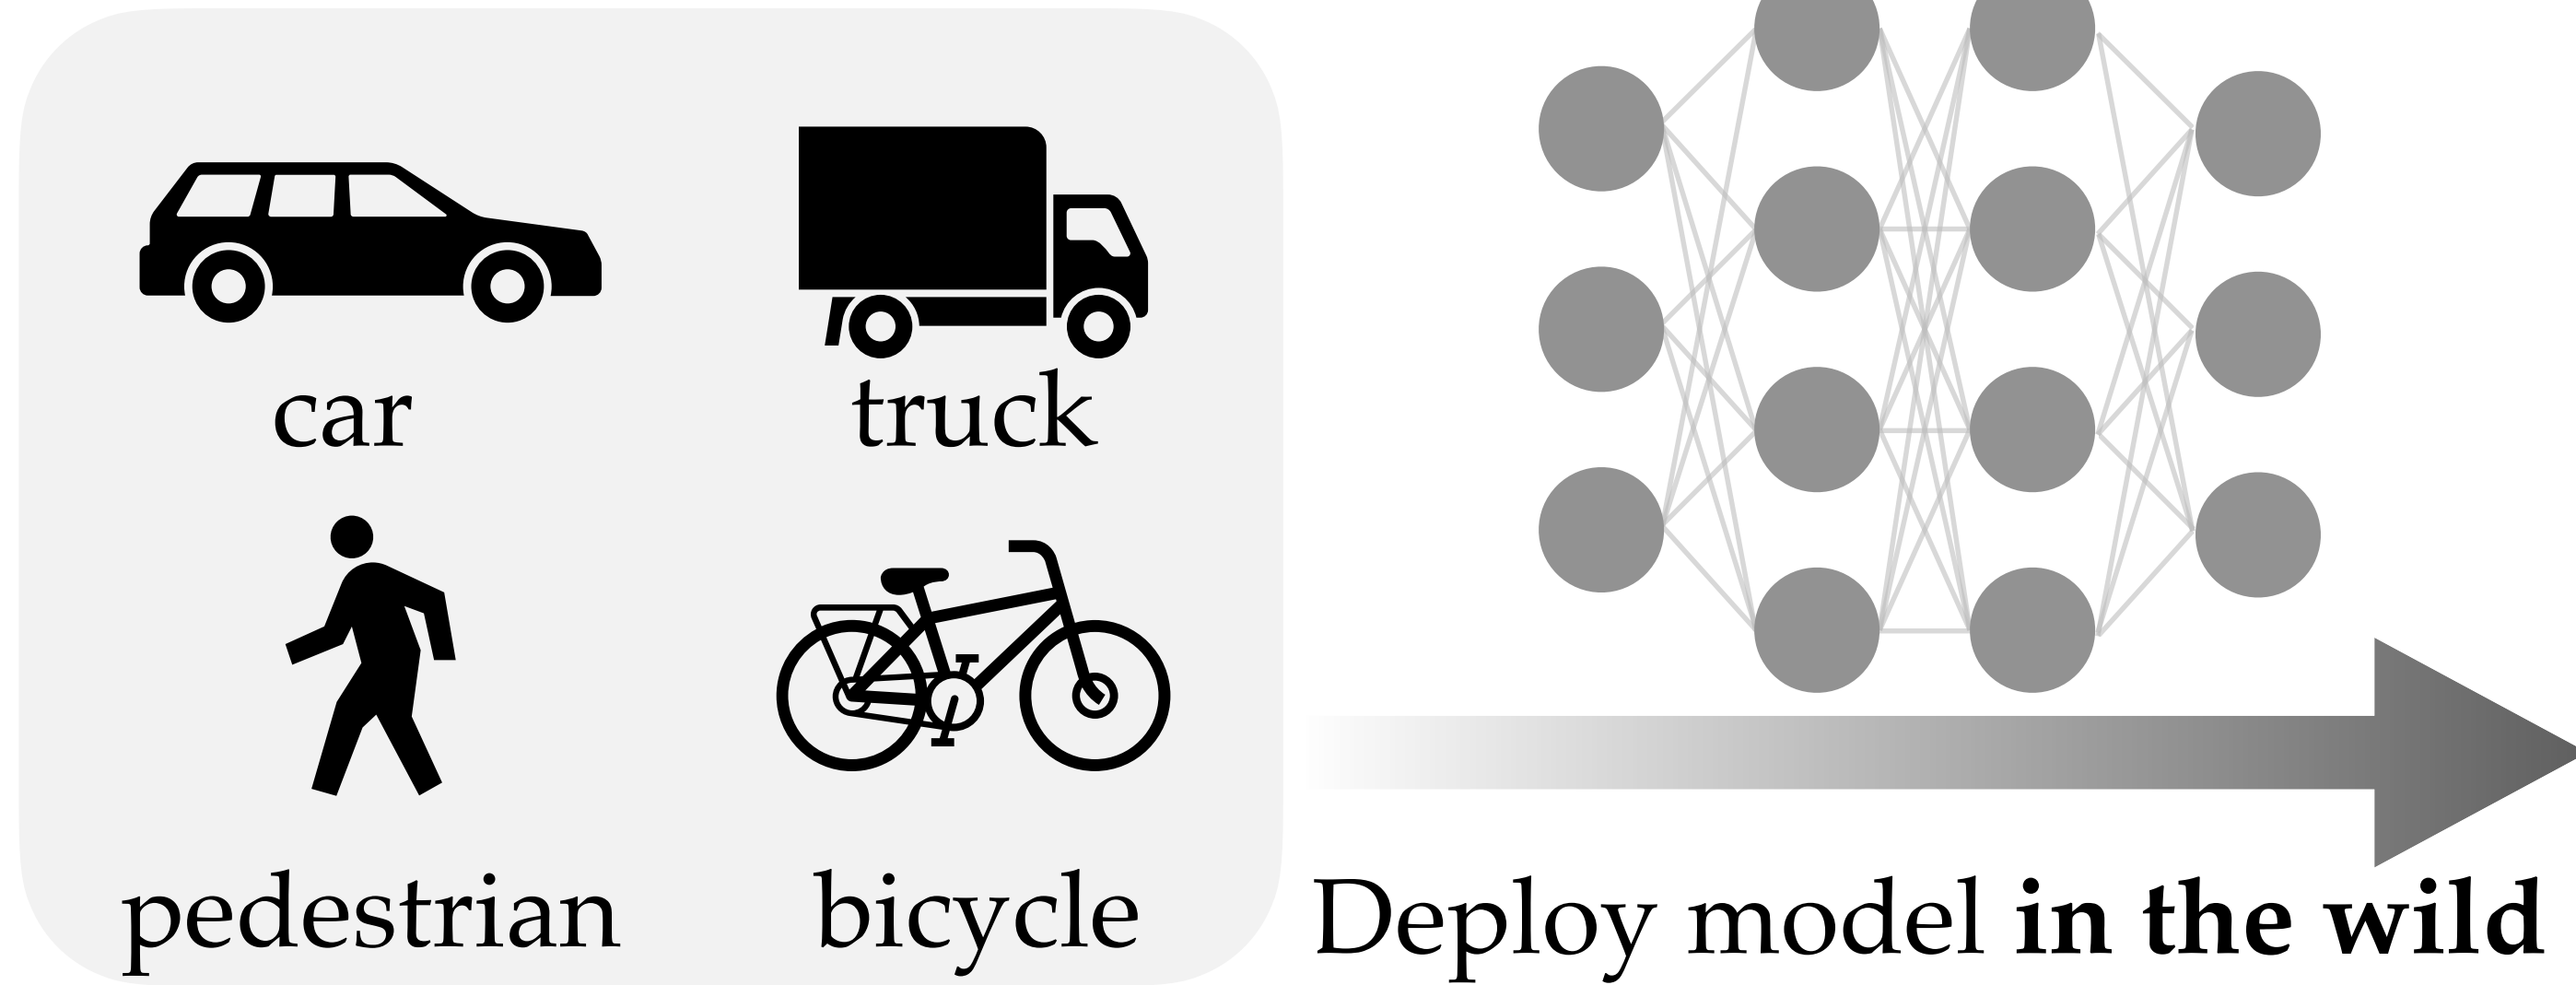 car
truck
pedestrian
bicycle
Deploy model in the wild